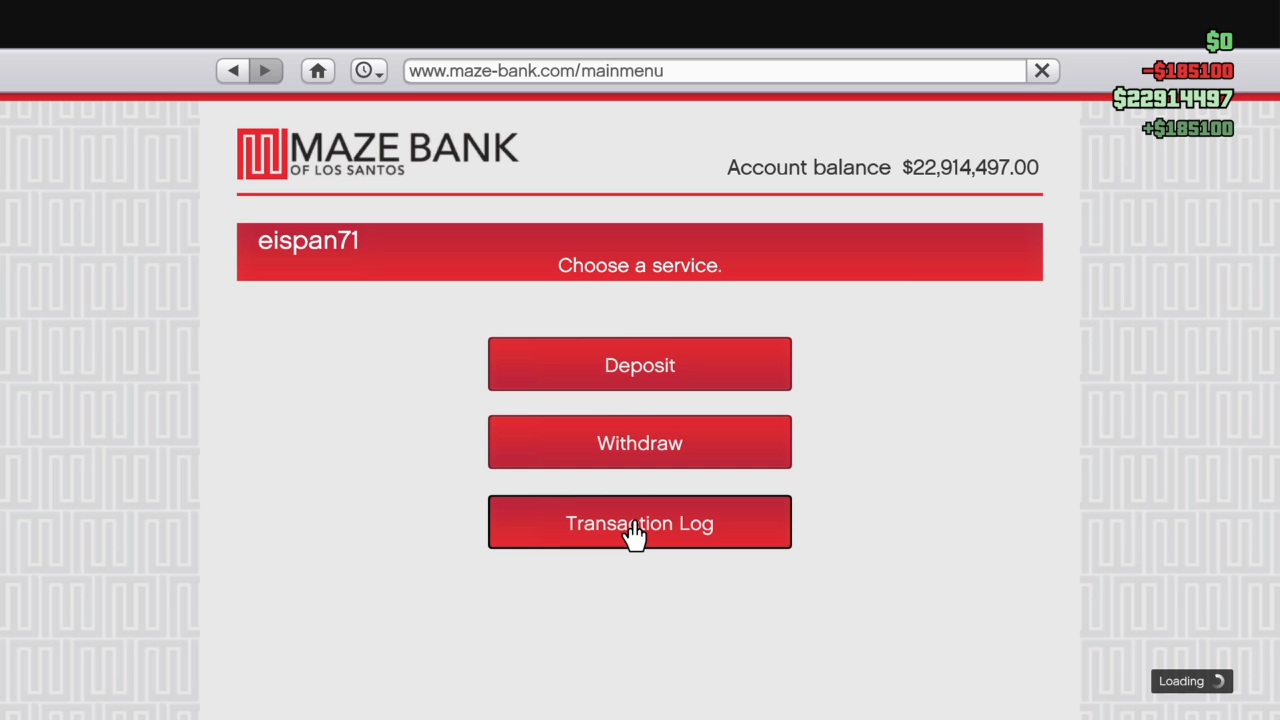 $0
-$185100
www.maze-bank.com/mainmenu
$22914497
+$185100
MAZE BANK
OF LOS SANTOS
Account balance $22,914,497.00
eispan71
Choose a service.
Deposit
Withdraw
Transaction Log
Loading